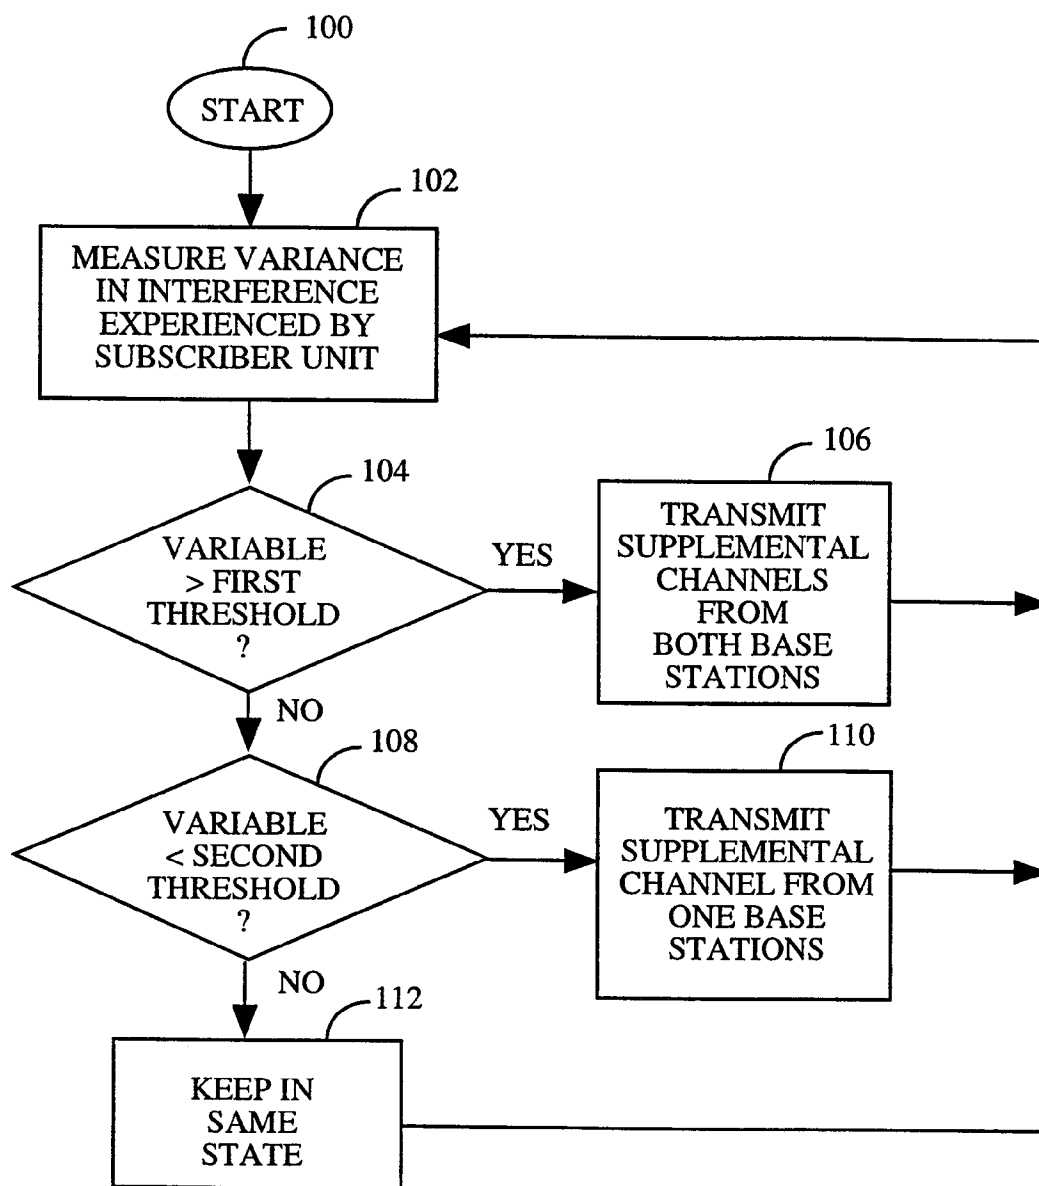 100
START
102
MEASURE VARIANCE
IN INTERFERENCE
EXPERIENCED BY
SUBSCRIBER UNIT
104
VARIABLE
> FIRST
THRESHOLD
?
YES
106
TRANSMIT
SUPPLEMENTAL
CHANNELS
FROM
BOTH BASE
STATIONS
NO
108
VARIABLE
< SECOND
THRESHOLD
?
YES
110
TRANSMIT
SUPPLEMENTAL
CHANNEL FROM
ONE BASE
STATIONS
NO
112
KEEP IN
SAME
STATE